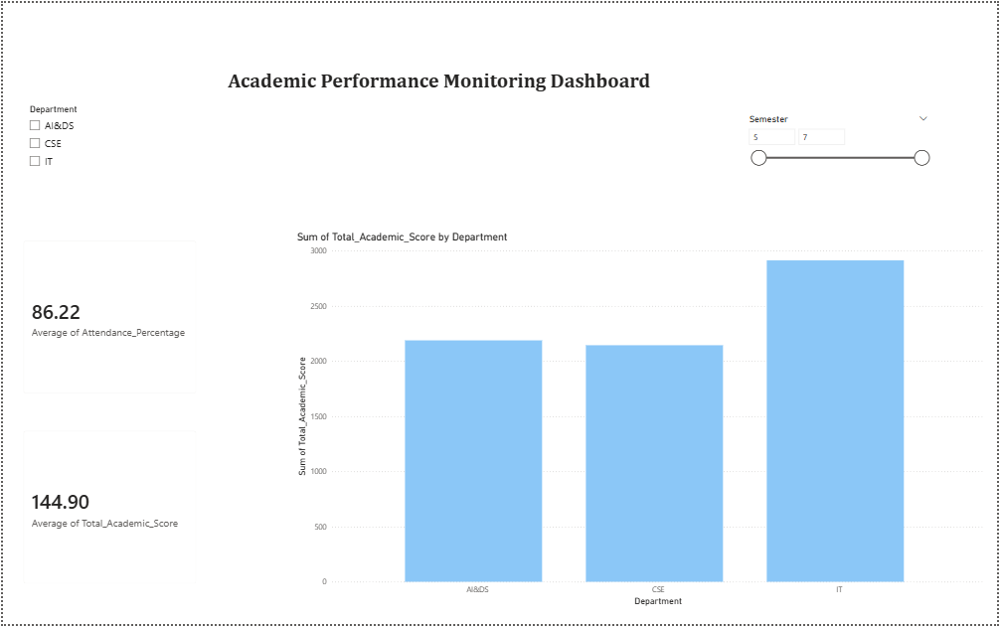 Academic Performance Monitoring Dashboard
Department
AI&DS
CSE
IT
Semester
5
7
86.22
Average of Attendance_Percentage
144.90
Average of Total_Academic_Score
Sum of Total_Academic_Score by Department
Sum of Total_Academic_Score
3000
2500
2000
1500
1000
500
0
AI&DS
CSE
IT
Department